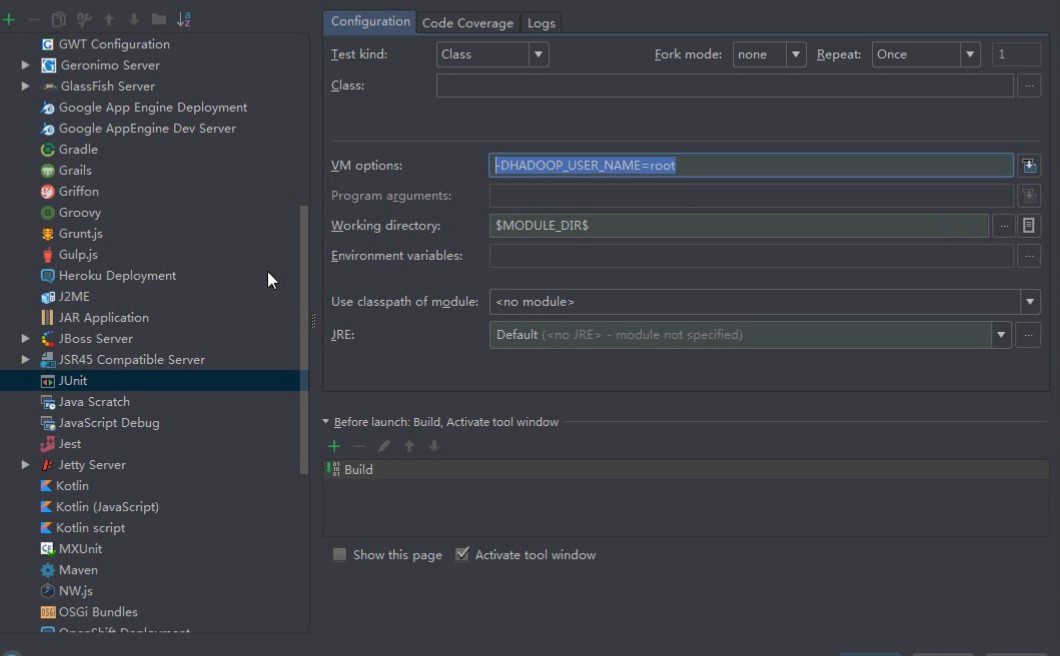 Configuration
Code Coverage
Logs
GWT Configuration
Geronimo Server
GlassFish Server
Google App Engine Deployment
Google AppEngine Dev Server
Gradle
Grails
Griffon
Groovy
Grunt.js
Gulp.js
Heroku Deployment
J2ME
JAR Application
JBoss Server
JSR45 Compatible Server
JUnit
Java Scratch
JavaScript Debug
Jest
Jetty Server
Kotlin
Kotlin (JavaScript)
Kotlin script
MXUnit
Maven
NW.js
OSGi Bundles
OpenShift Deployment
Test kind: Class Fork mode: none Repeat: Once 1
Class:
VM options: -DHADOOP_USER_NAME=root
Program arguments:
Working directory: $MODULE_DIR$
Environment variables:
Use classpath of module: <no module>
JRE: Default (<no JRE> - module not specified)
Before launch: Build, Activate tool window
Build
Show this page Activate tool window